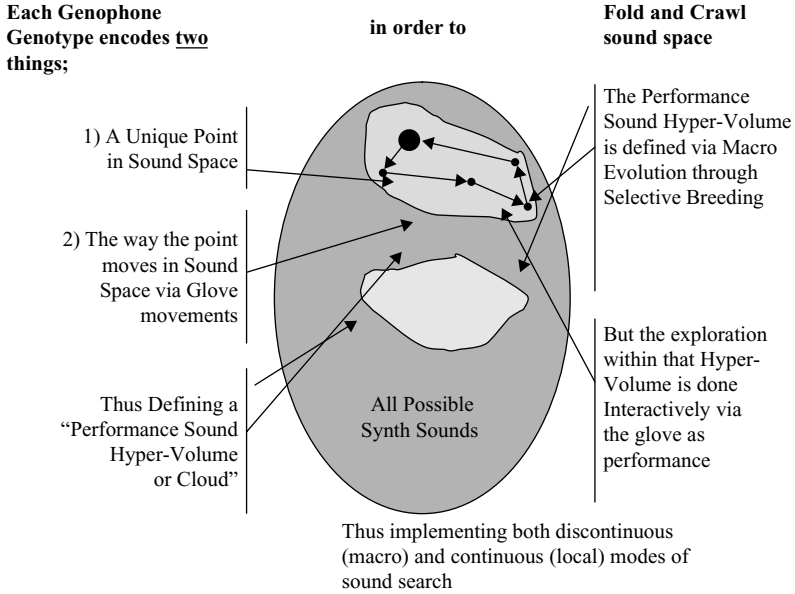 Each Genophone
Genotype encodes two
things;
in order to
Fold and Crawl
sound space
1) A Unique Point
in Sound Space
2) The way the point
moves in Sound
Space via Glove
movements
Thus Defining a
“Performance Sound
Hyper-Volume
or Cloud”
All Possible
Synth Sounds
The Performance
Sound Hyper-Volume
is defined via Macro
Evolution through
Selective Breeding
But the exploration
within that Hyper-
Volume is done
Interactively via
the glove as
performance
Thus implementing both discontinuous
(macro) and continuous (local) modes of
sound search